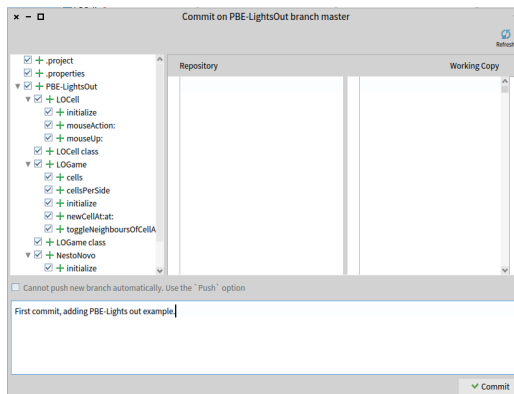 Commit on PBE-LightsOut branch master
Refresh
.project
.properties
PBE-LightsOut
LOCell
initialize
mouseAction:
mouseUp:
LOCell class
LOGame
cells
cellsPerSide
initialize
newCellAt:at:
toggleNeighboursOfCellA
LOGame class
NestoNovo
initialize
Repository
Working Copy
Cannot push new branch automatically. Use the `Push` option
First commit, adding PBE-Lights out example.
Commit